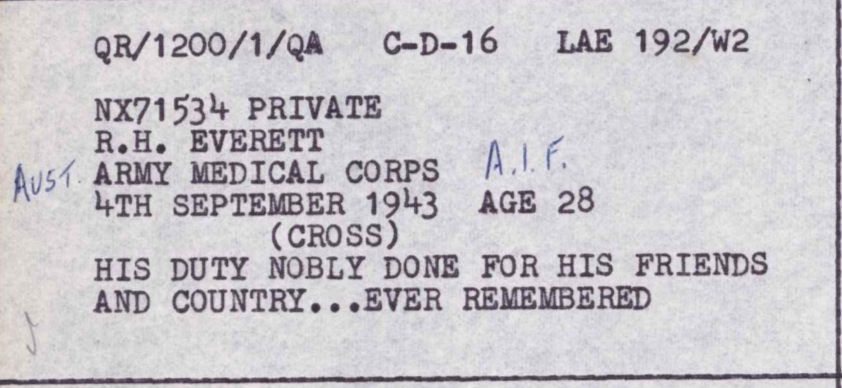 QR/1200/1/QA C-D-16 LAE 192/W2
NX71534 PRIVATE
R.H. EVERETT
AUST. ARMY MEDICAL CORPS A.I.F.
4TH SEPTEMBER 1943 AGE 28
(CROSS)
HIS DUTY NOBLY DONE FOR HIS FRIENDS
AND COUNTRY...EVER REMEMBERED